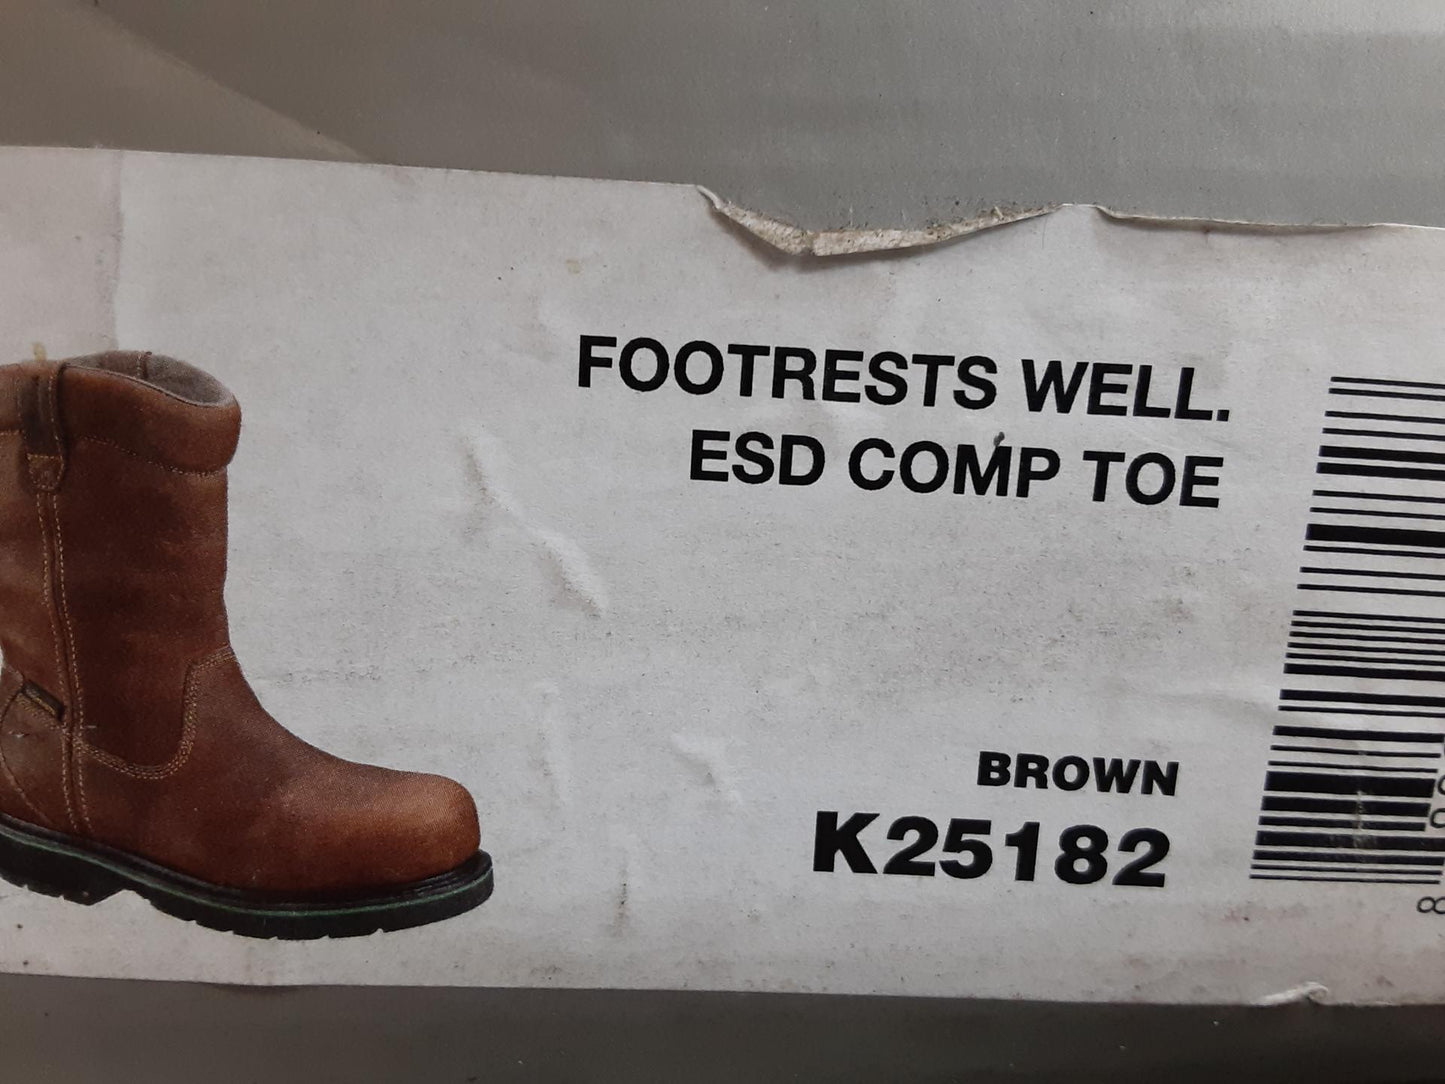 FOOTRESTS WELL.
ESD COMP TOE
BROWN
K25182